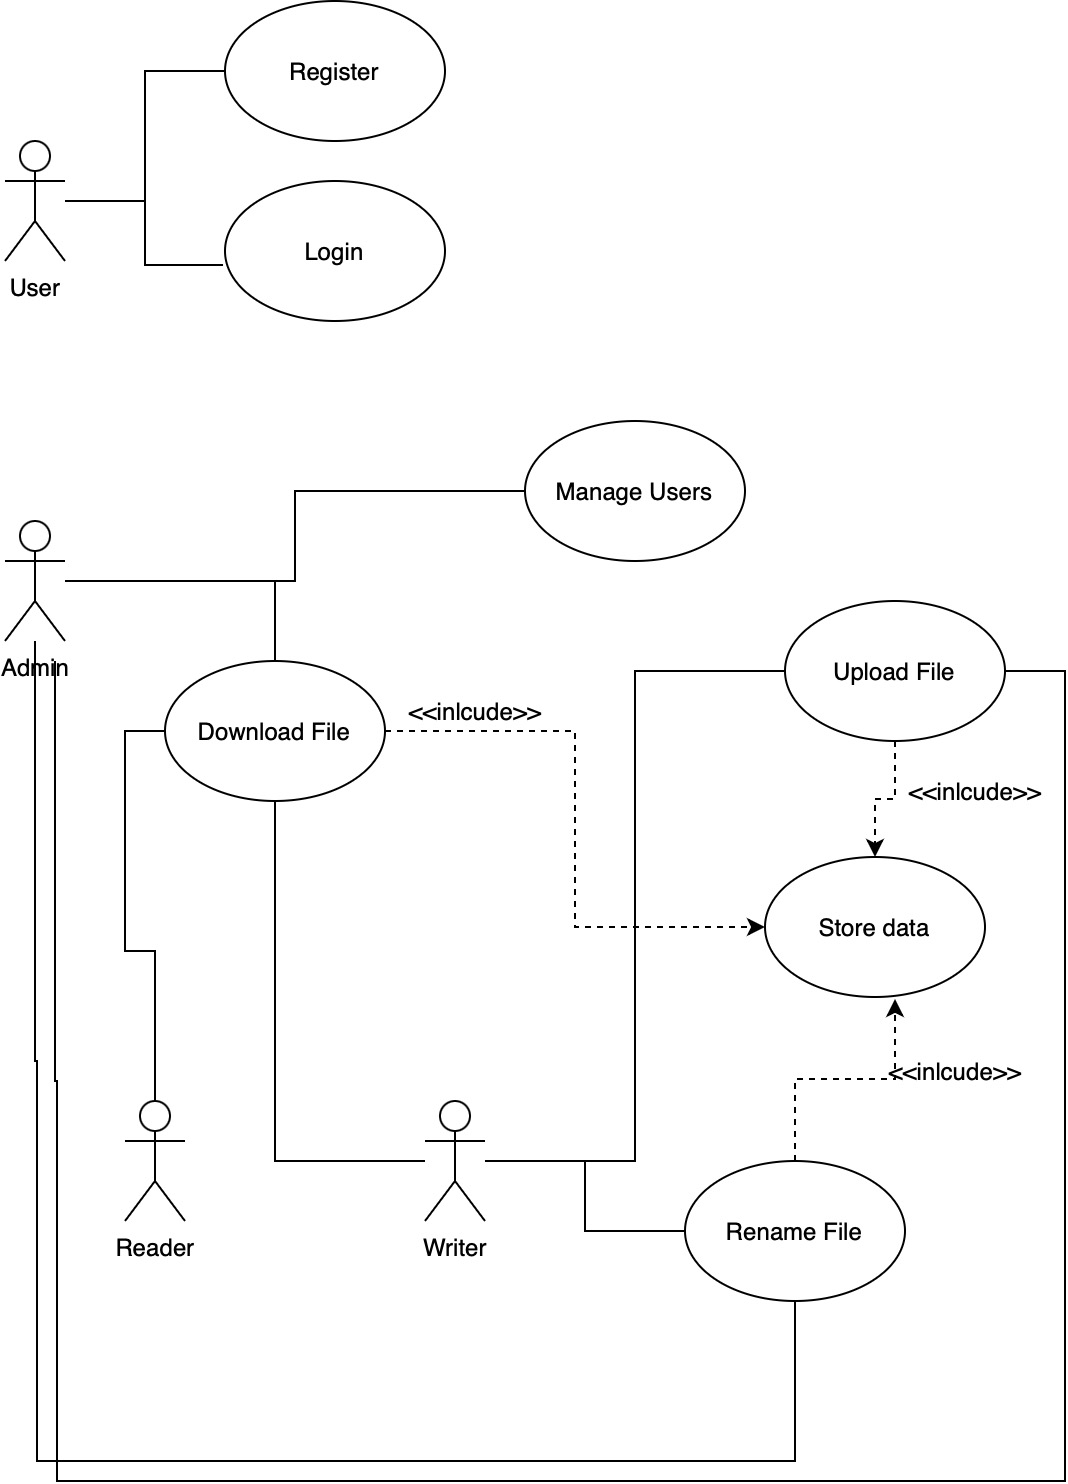 Register
Login
User
Manage Users
Admin
Upload File
<<inlcude>>
Download File
<<inlcude>>
Store data
<<inlcude>>
Rename File
Reader
Writer